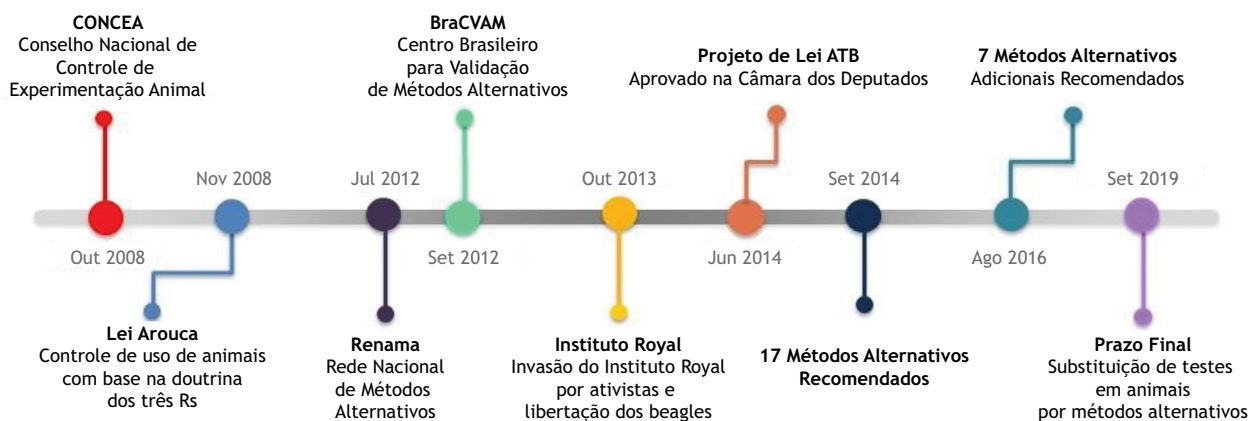 CONCEA
Conselho Nacional de
Controle de
Experimentação Animal
Out 2008
Nov 2008
Lei Arouca
Controle de uso de animais
com base na doutrina
dos três Rs
Jul 2012
Renama
Rede Nacional
de Métodos
Alternativos
BraCVAM
Centro Brasileiro
para Validação
de Métodos Alternativos
Set 2012
Out 2013
Instituto Royal
Invasão do Instituto Royal
por ativistas e
libertação dos beagles
Projeto de Lei ATB
Aprovado na Câmara dos Deputados
Jun 2014
Set 2014
17 Métodos Alternativos
Recomendados
7 Métodos Alternativos
Adicionais Recomendados
Ago 2016
Set 2019
Prazo Final
Substituição de testes
em animais
por métodos alternativos